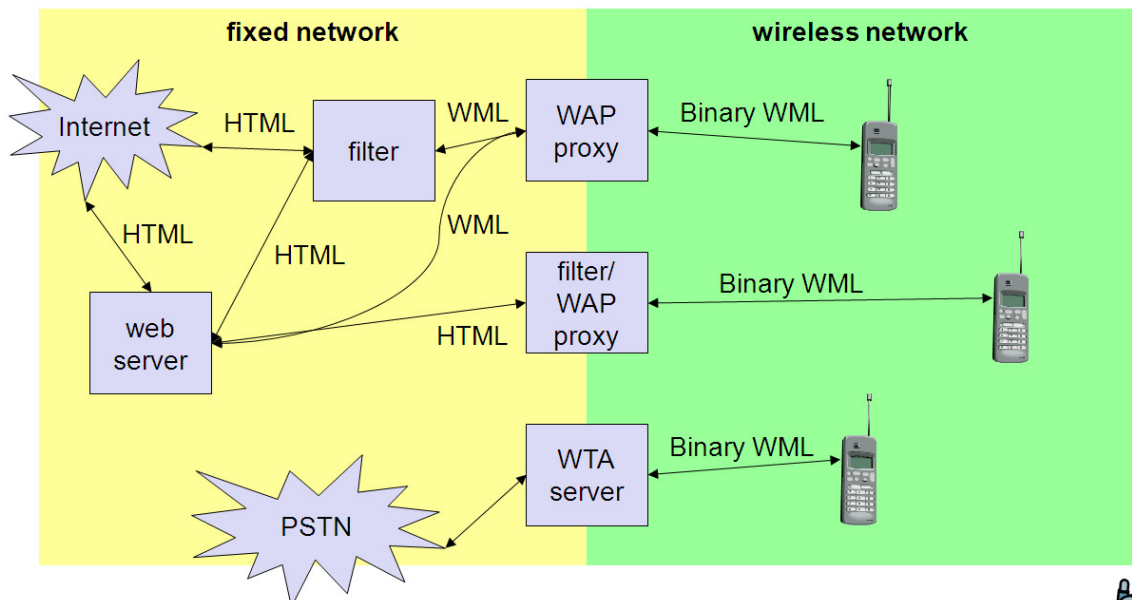 fixed network
wireless network
Internet
HTML
filter
WML
WAP
proxy
Binary WML
HTML
HTML
WML
web
server
HTML
filter/
WAP
proxy
Binary WML
PSTN
WTA
server
Binary WML